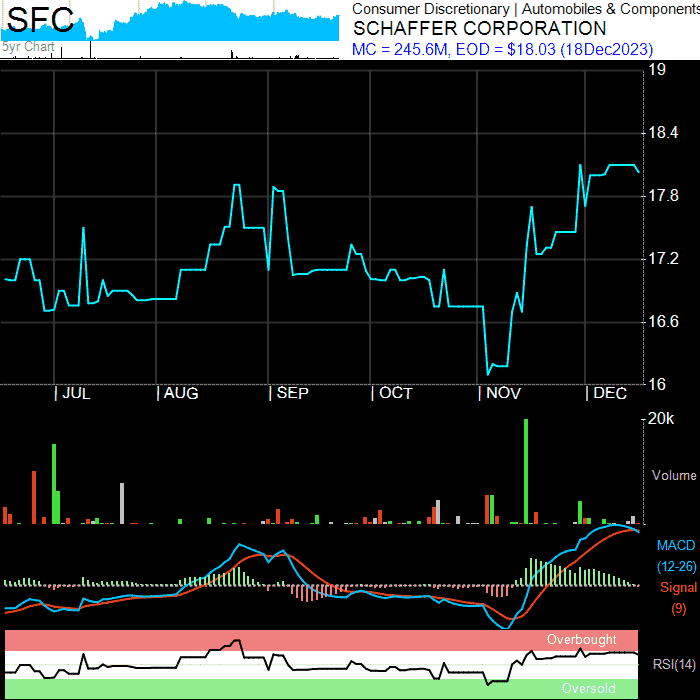 SFC
5yr Chart
Consumer Discretionary | Automobiles & Components
SCHAFFER CORPORATION
MC = 245.6M, EOD = $18.03 (18Dec2023)
19
18.4
17.8
17.2
16.6
16
| JUL | AUG | SEP | OCT | NOV | DEC
20k
Volume
MACD
(12-26)
Signal
(9)
Overbought
RSI(14)
Oversold